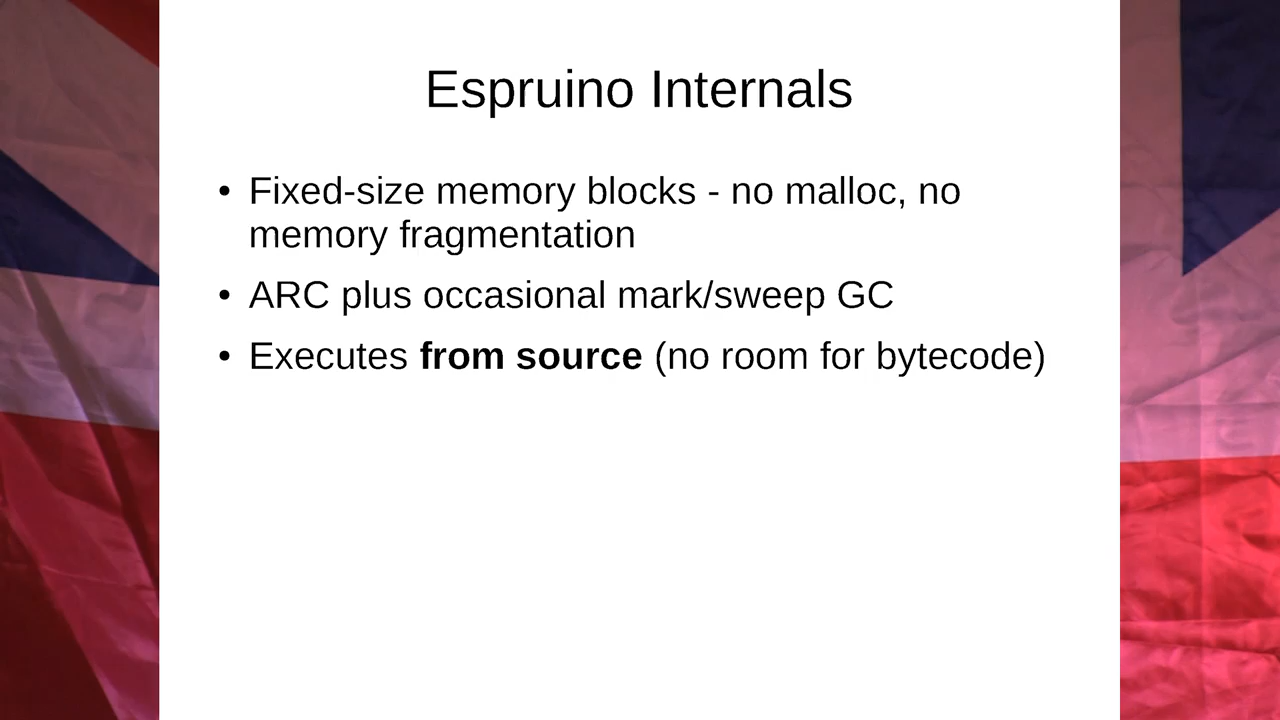 Espruino Internals
• Fixed-size memory blocks - no malloc, no
memory fragmentation
• ARC plus occasional mark/sweep GC
• Executes from source (no room for bytecode)